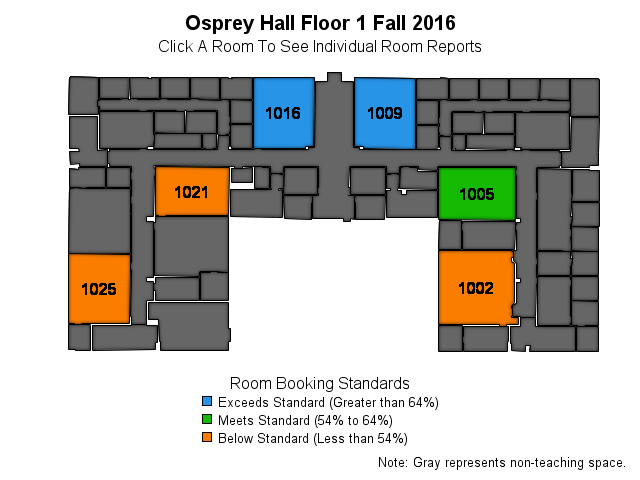 Osprey Hall Floor 1 Fall 2016
Click A Room To See Individual Room Reports
1016
1009
1021
1005
1025
1002
Room Booking Standards
Exceeds Standard (Greater than 64%)
Meets Standard (54% to 64%)
Below Standard (Less than 54%)
Note: Gray represents non-teaching space.